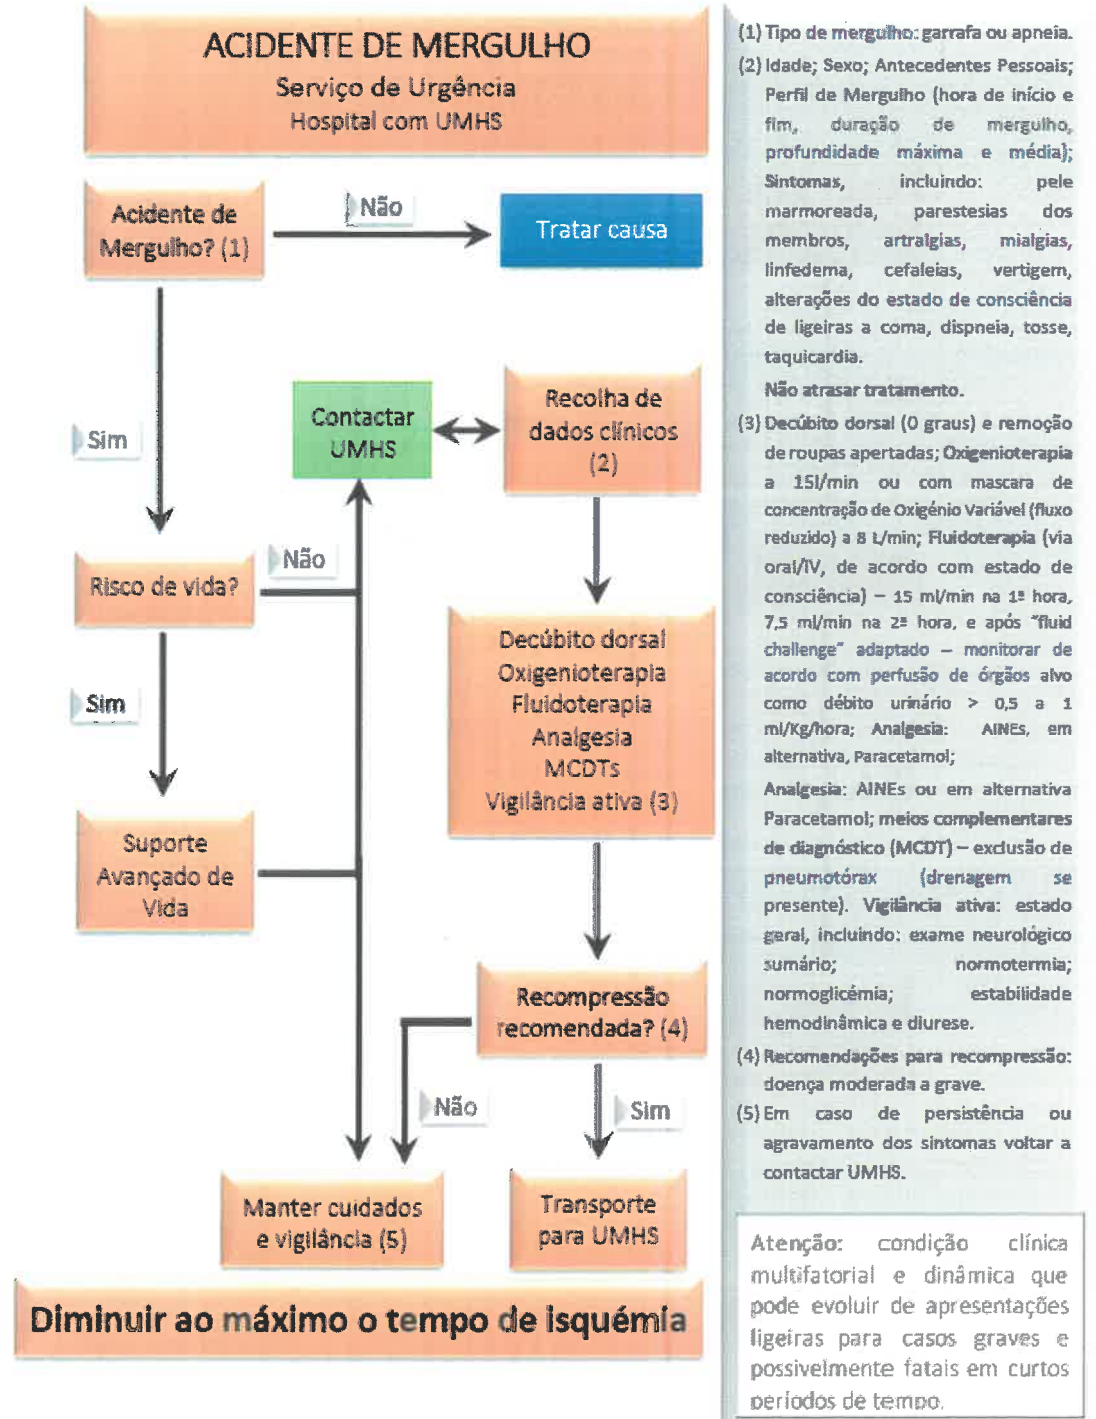 ACIDENTE DE MERGULHO
Serviço de Urgência
Hospital com UMHS
Acidente de
Mergulho? (1)
Não
Tratar causa
Sim
Contactar
UMHS
Recolha de
dados clínicos
(2)
Risco de vida?
Não
Sim
Decúbito dorsal
Oxigenioterapia
Fluidoterapia
Analgesia
MCDTs
Vigilância ativa (3)
Suporte
Avançado de
Vida
Recompressão
recomendada? (4)
Não
Sim
Manter cuidados
e vigilância (5)
Transporte
para UMHS
Diminuir ao máximo o tempo de isquémia
(1) Tipo de mergulho: garrafa ou apneia.
(2) Idade; Sexo; Antecedentes Pessoais;
Perfil de Mergulho (hora de início e
fim, duração de mergulho,
profundidade máxima e média);
Sintomas, incluindo: pele
marmoreada, parestesias dos
membros, artralgias, mialgias,
linfedema, cefaleias, vertigem,
alterações do estado de consciência
de ligeiras a coma, dispneia, tosse,
taquicardia.
Não atrasar tratamento.
(3) Decúbito dorsal (0 graus) e remoção
de roupas apertadas; Oxigenioterapia
a 15l/min ou com mascara de
concentração de Oxigénio Variável (fluxo
reduzido) a 8 L/min; Fluidoterapia (via
oral/IV, de acordo com estado de
consciência) – 15 ml/min na 1ª hora,
7,5 ml/min na 2ª hora, e após “fluid
challenge” adaptado – monitorar de
acordo com perfusão de órgãos alvo
como débito urinário > 0,5 a 1
ml/Kg/hora; Analgesia: AINEs, em
alternativa, Paracetamol;
Analgesia: AINEs ou em alternativa
Paracetamol; meios complementares
de diagnóstico (MCDT) – exclusão de
pneumotórax (drenagem se
presente). Vigilância ativa: estado
geral, incluindo: exame neurológico
sumário; normotermia;
normoglicémia; estabilidade
hemodinâmica e diurese.
(4) Recomendações para recompressão:
doença moderada a grave.
(5) Em caso de persistência ou
agravamento dos sintomas voltar a
contactar UMHS.
Atenção: condição clínica
multifatorial e dinâmica que
pode evoluir de apresentações
ligeiras para casos graves e
possivelmente fatais em curtos
períodos de tempo.